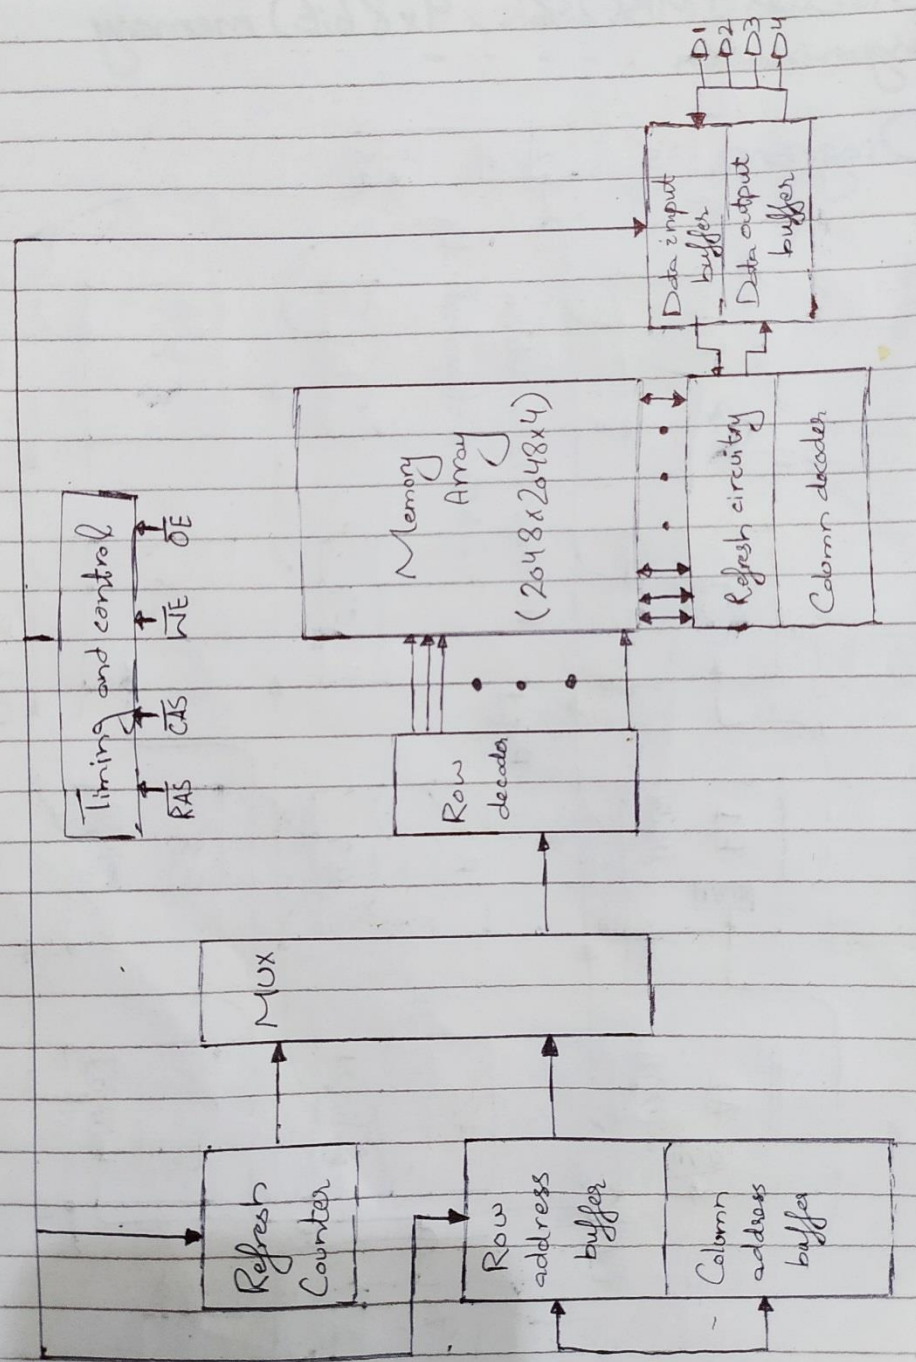 Timing and control
RAS
CAS
WE
OE
Refresh
Counter
MUX
Row
address
buffer
Column
address
buffer
Row
decoder
Memory
Array
(2048x2048x4)
Refresh circuitry
Column decoder
Data input
buffer
Data output
buffer
D1
D2
D3
D4